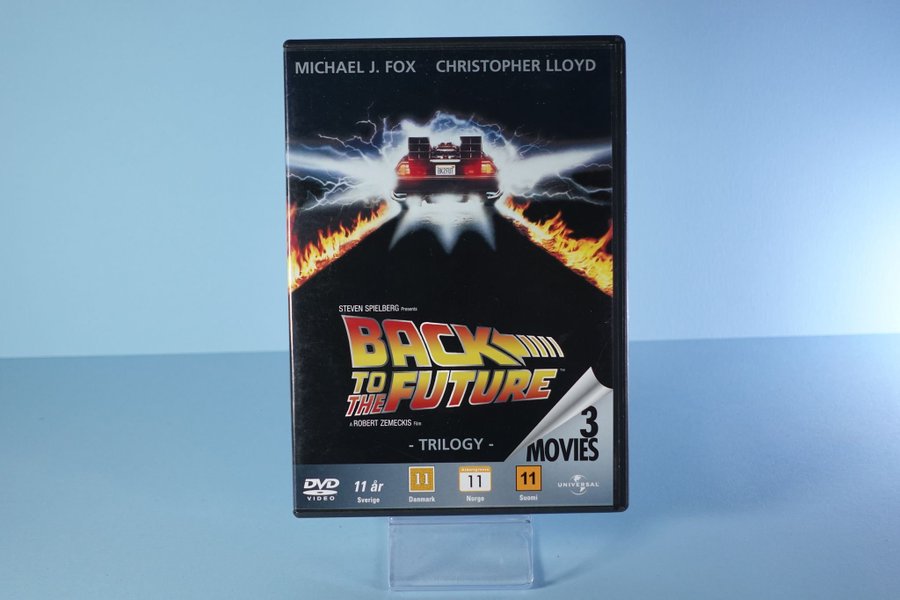 MICHAEL J. FOX CHRISTOPHER LLOYD
STEVEN SPIELBERG Presents
BACK
TO THE FUTURE™
A ROBERT ZEMECKIS Film
- TRILOGY -
3
MOVIES
DVD
VIDEO
11 år
Sverige
11
Danmark
11
Norge
11
Suomi
UNIVERSAL